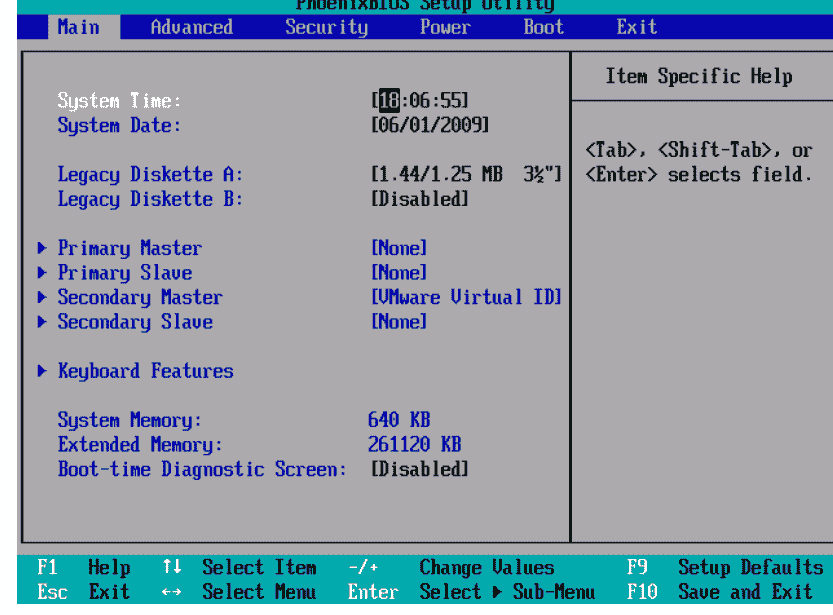 PhoenixBIOS Setup Utility
Main Advanced Security Power Boot Exit
Item Specific Help
System Time: [18:06:55]
System Date: [06/01/2009]
<Tab>, <Shift-Tab>, or
<Enter> selects field.
Legacy Diskette A: [1.44/1.25 MB 3½"]
Legacy Diskette B: [Disabled]
Primary Master [None]
Primary Slave [None]
Secondary Master [VMware Virtual ID]
Secondary Slave [None]
Keyboard Features
System Memory: 640 KB
Extended Memory: 261120 KB
Boot-time Diagnostic Screen: [Disabled]
F1 Help ↑↓ Select Item -/+ Change Values F9 Setup Defaults
Esc Exit ↔ Select Menu Enter Select ▶ Sub-Menu F10 Save and Exit